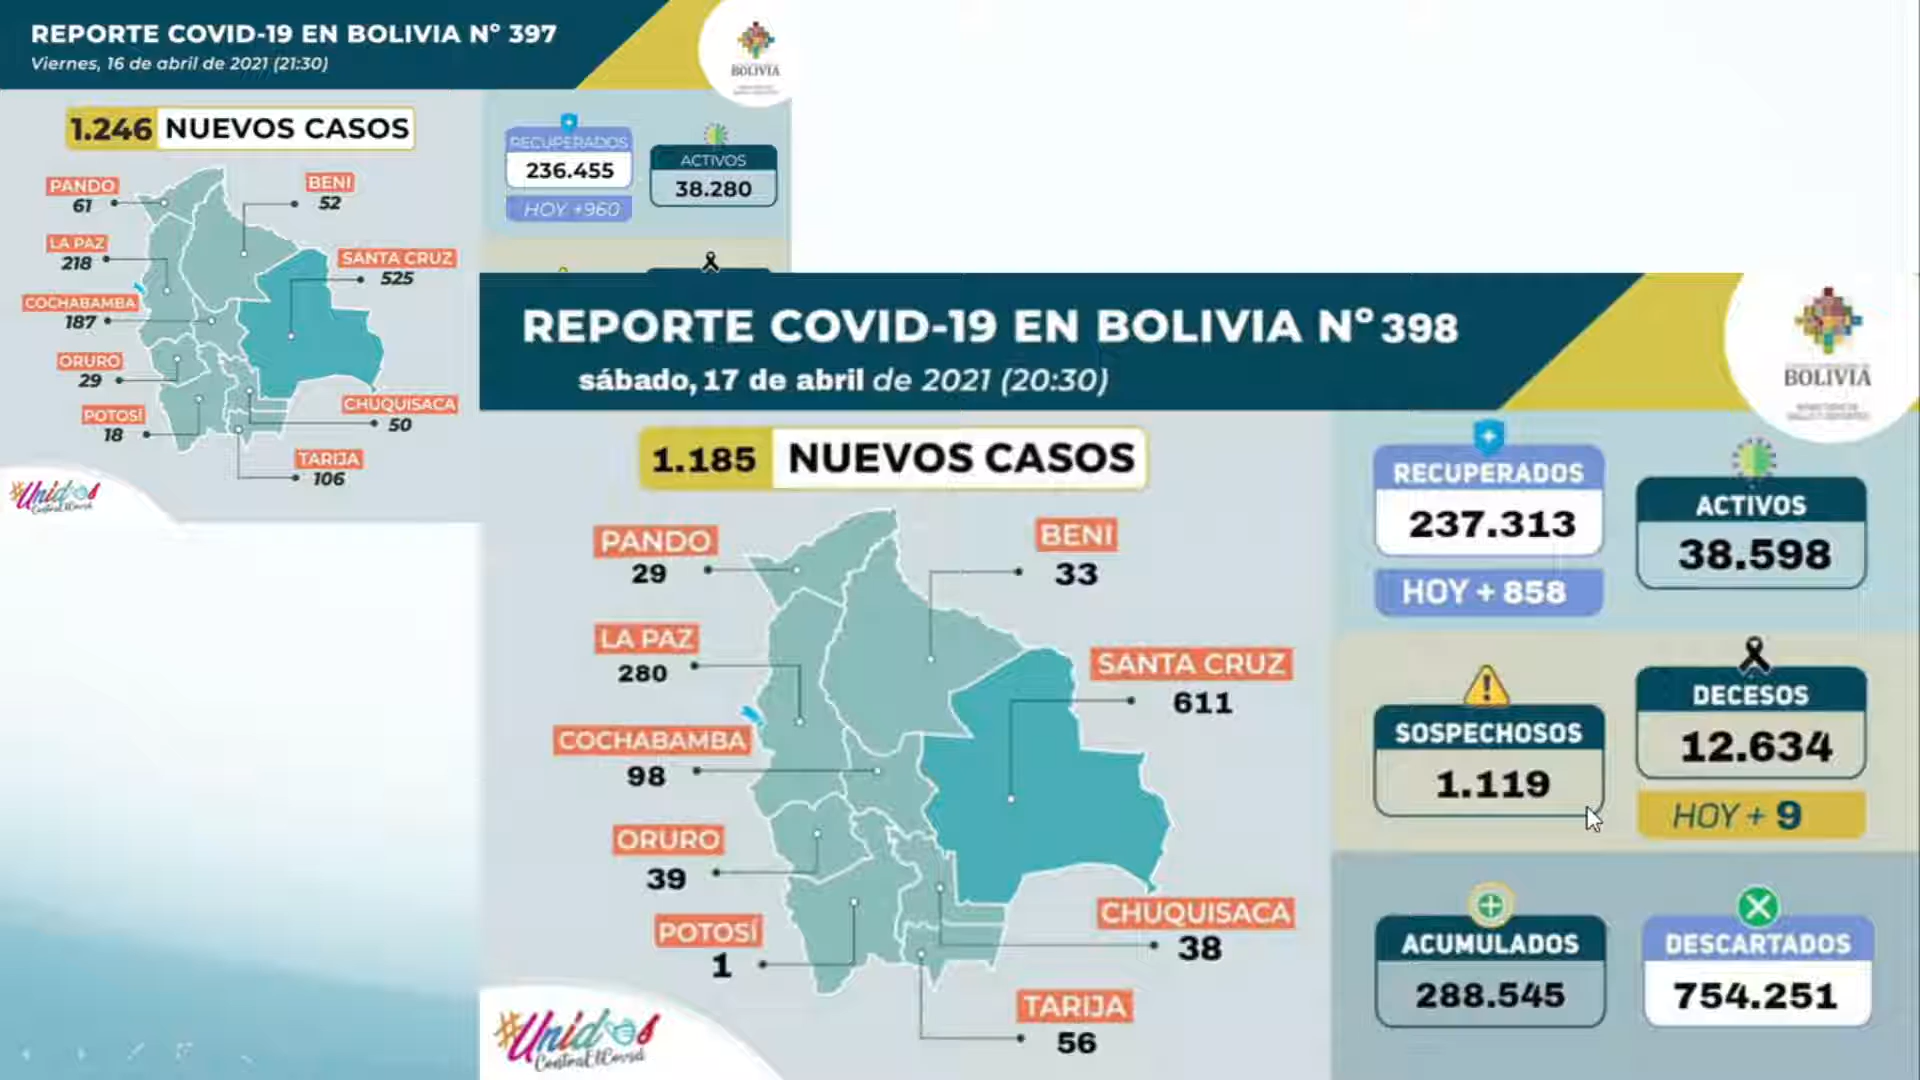 REPORTE COVID-19 EN BOLIVIA Nº 397
Viernes, 16 de abril de 2021 (21:30)
BOLIVIA
1.246 NUEVOS CASOS
RECUPERADOS
236.455
HOY +960
ACTIVOS
38.280
PANDO
61
BENI
52
LA PAZ
218
SANTA CRUZ
525
COCHABAMBA
187
ORURO
29
POTOSÍ
18
CHUQUISACA
50
TARIJA
106
#Unidos
ContraElCovid
REPORTE COVID-19 EN BOLIVIA Nº 398
sábado, 17 de abril de 2021 (20:30)
BOLIVIA
1.185 NUEVOS CASOS
PANDO
29
BENI
33
LA PAZ
280
SANTA CRUZ
611
COCHABAMBA
98
ORURO
39
POTOSÍ
1
CHUQUISACA
38
TARIJA
56
#Unidos
ContraElCovid
RECUPERADOS
237.313
HOY + 858
ACTIVOS
38.598
SOSPECHOSOS
1.119
DECESOS
12.634
HOY + 9
ACUMULADOS
288.545
DESCARTADOS
754.251